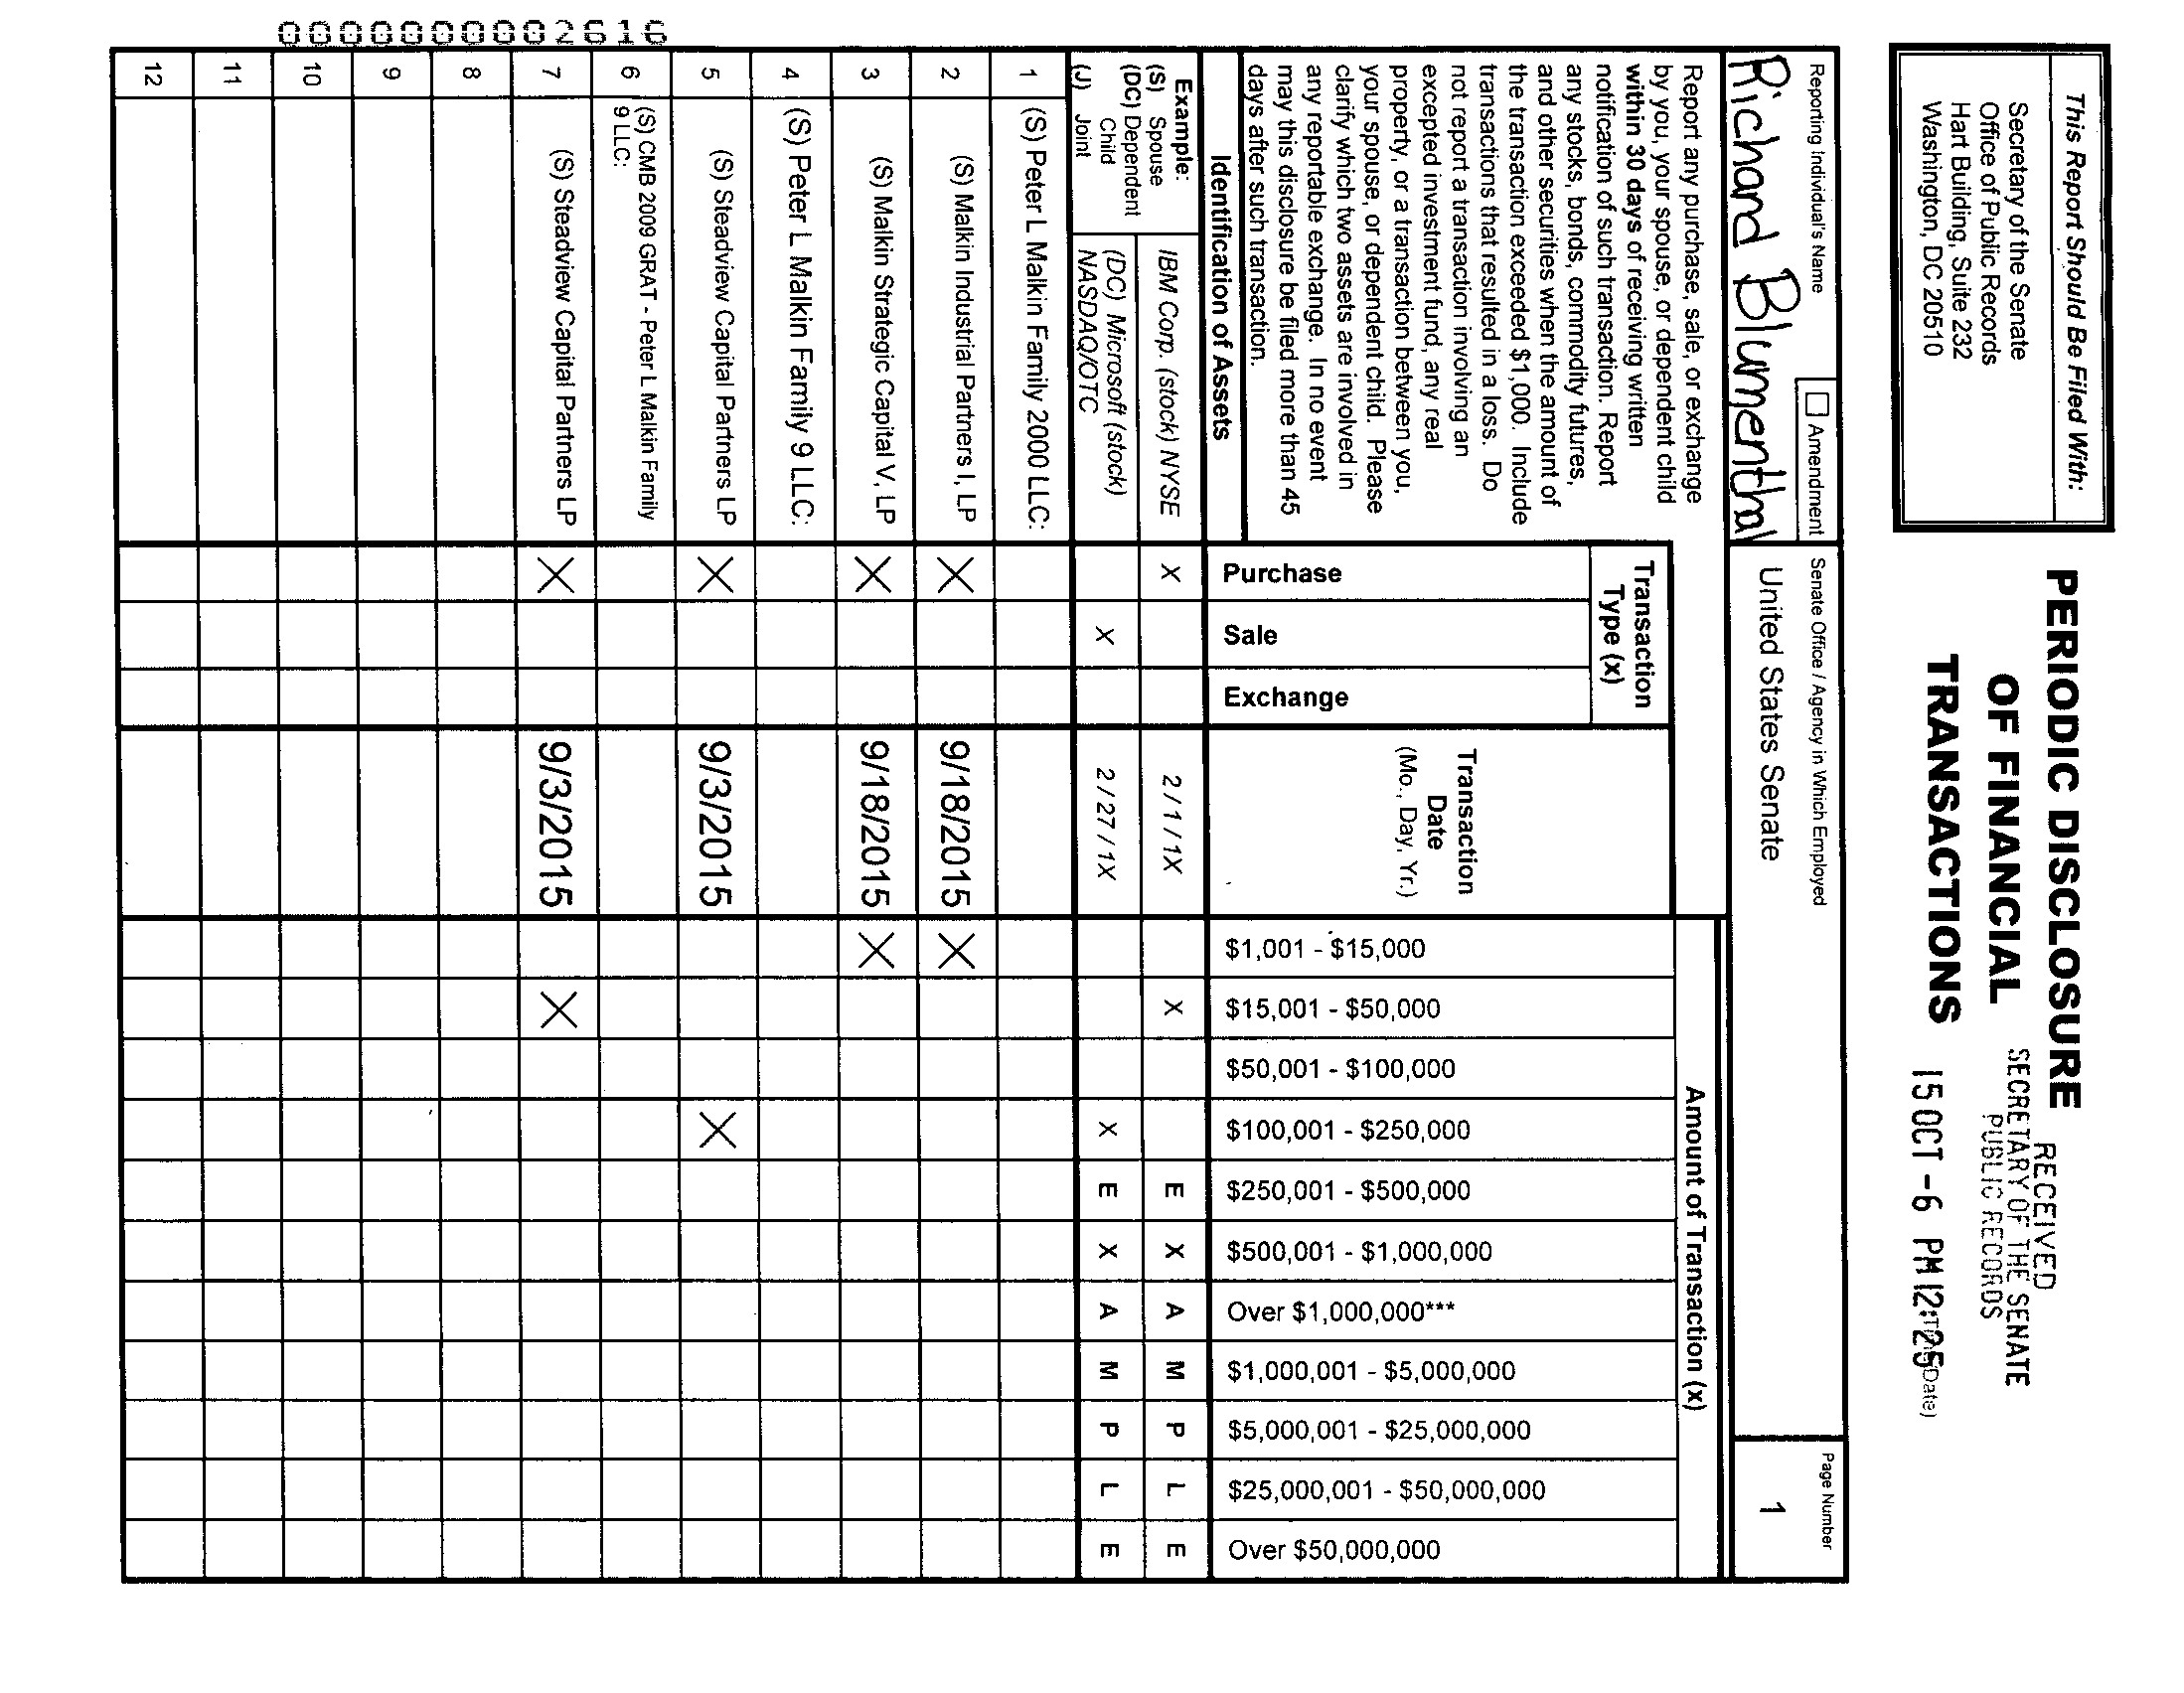 This Report Should Be Filed With:
Secretary of the Senate
Office of Public Records
Hart Building, Suite 232
Washington, DC 20510
PERIODIC DISCLOSURE
OF FINANCIAL
TRANSACTIONS
RECEIVED
SECRETARY OF THE SENATE
PUBLIC RECORDS
15 OCT -6 PM 12:25
Reporting Individual's Name
Richard Blumenthal
Amendment
Senate Office / Agency in Which Employed
United States Senate
Page Number
1
Report any purchase, sale, or exchange
by you, your spouse, or dependent child
within 30 days of receiving written
notification of such transaction. Report
any stocks, bonds, commodity futures,
and other securities when the amount of
the transaction exceeded $1,000. Include
transactions that resulted in a loss. Do
not report a transaction involving an
excepted investment fund, any real
property, or a transaction between you,
your spouse, or dependent child. Please
clarify which two assets are involved in
any reportable exchange. In no event
may this disclosure be filed more than 45
days after such transaction.
Identification of Assets
Transaction
Type (x)
Purchase
Sale
Exchange
Transaction
Date
(Mo., Day, Yr.)
Amount of Transaction (x)
$1,001 - $15,000
$15,001 - $50,000
$50,001 - $100,000
$100,001 - $250,000
$250,001 - $500,000
$500,001 - $1,000,000
Over $1,000,000***
$1,000,001 - $5,000,000
$5,000,001 - $25,000,000
$25,000,001 - $50,000,000
Over $50,000,000
Example:
(S) Spouse
(DC) Dependent
Child
(J) Joint
IBM Corp. (stock) NYSE X 2 / 1 / 1X X E X A M P L E
(DC) Microsoft (stock)
NASDAQ/OTC X 2 / 27 / 1X X E X A M P L E
1 (S) Peter L Malkin Family 2000 LLC:
2 (S) Malkin Industrial Partners I, LP X 9/18/2015 X
3 (S) Malkin Strategic Capital V, LP X 9/18/2015 X
4 (S) Peter L Malkin Family 9 LLC:
5 (S) Steadview Capital Partners LP X 9/3/2015 X
6 (S) CMB 2009 GRAT - Peter L Malkin Family
9 LLC:
7 (S) Steadview Capital Partners LP X 9/3/2015 X
8
9
10
11
12